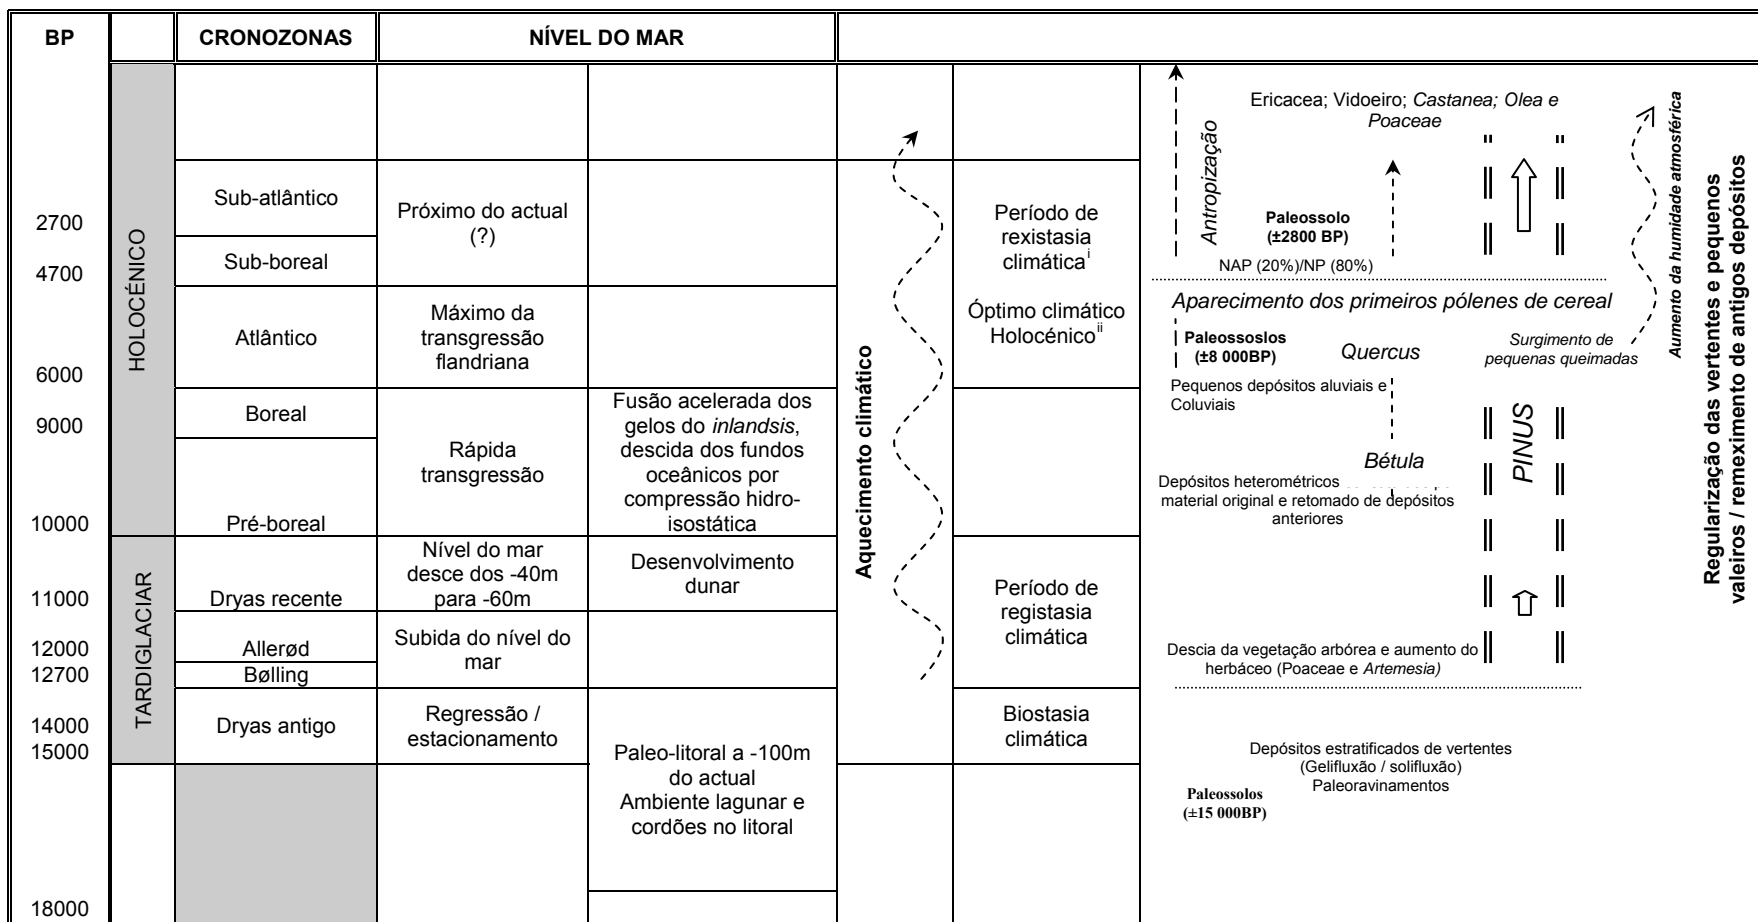 BP
CRONOZONAS
NÍVEL DO MAR
HOLOCÉNICO
TARDIGLACIAR
2700
4700
6000
9000
10000
11000
12000
12700
14000
15000
18000
Sub-atlântico
Sub-boreal
Atlântico
Boreal
Pré-boreal
Dryas recente
Allerød
Bølling
Dryas antigo
Próximo do actual
(?)
Máximo da
transgressão
flandriana
Rápida
transgressão
Nível do mar
desce dos -40m
para -60m
Subida do nível do
mar
Regressão /
estacionamento
Fusão acelerada dos
gelos do inlandsis,
descida dos fundos
oceânicos por
compressão hidro-
isostática
Desenvolvimento
dunar
Paleo-litoral a -100m
do actual
Ambiente lagunar e
cordões no litoral
Aquecimento climático
Período de
rexistasia
climática i
Óptimo climático
Holocénico ii
Período de
registasia
climática
Biostasia
climática
Antropização
Ericacea; Vidoeiro; Castanea; Olea e
Poaceae
Paleossolo
(±2800 BP)
NAP (20%)/NP (80%)
Aparecimento dos primeiros pólenes de cereal
Paleossoslos
(±8 000BP)
Quercus
Surgimento de
pequenas queimadas
Pequenos depósitos aluviais e
Coluviais
Bétula
PINUS
Depósitos heterométricos
material original e retomado de depósitos
anteriores
Descia da vegetação arbórea e aumento do
herbáceo (Poaceae e Artemesia)
Depósitos estratificados de vertentes
(Gelifluxão / solifluxão)
Paleoravinamentos
Paleossolos
(±15 000BP)
Aumento da humidade atmosférica
Regularização das vertentes e pequenos
valeiros / remeximento de antigos depósitos